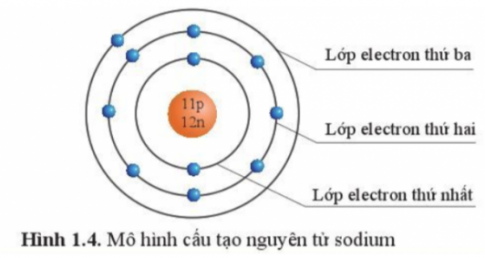 Lớp electron thứ ba
11p
12n
Lớp electron thứ hai
Lớp electron thứ nhất
Hình 1.4. Mô hình cấu tạo nguyên tử sodium